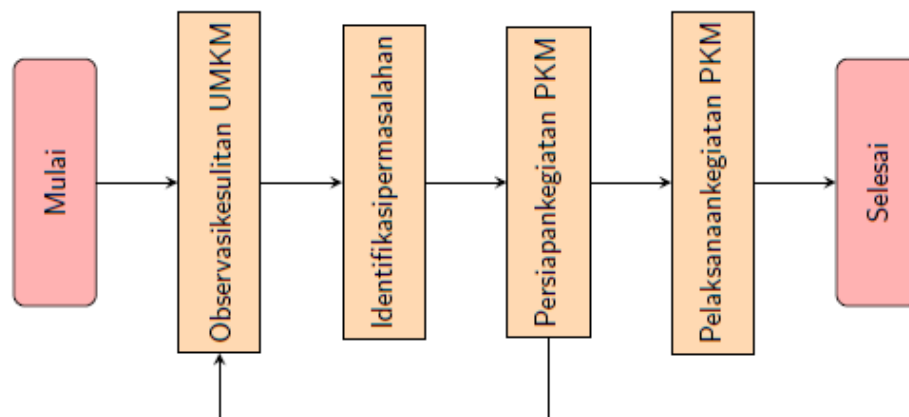 Mulai
Observasikesulitan UMKM
Identifikasipermasalahan
Persiapankegiatan PKM
Pelaksanaankegiatan PKM
Selesai